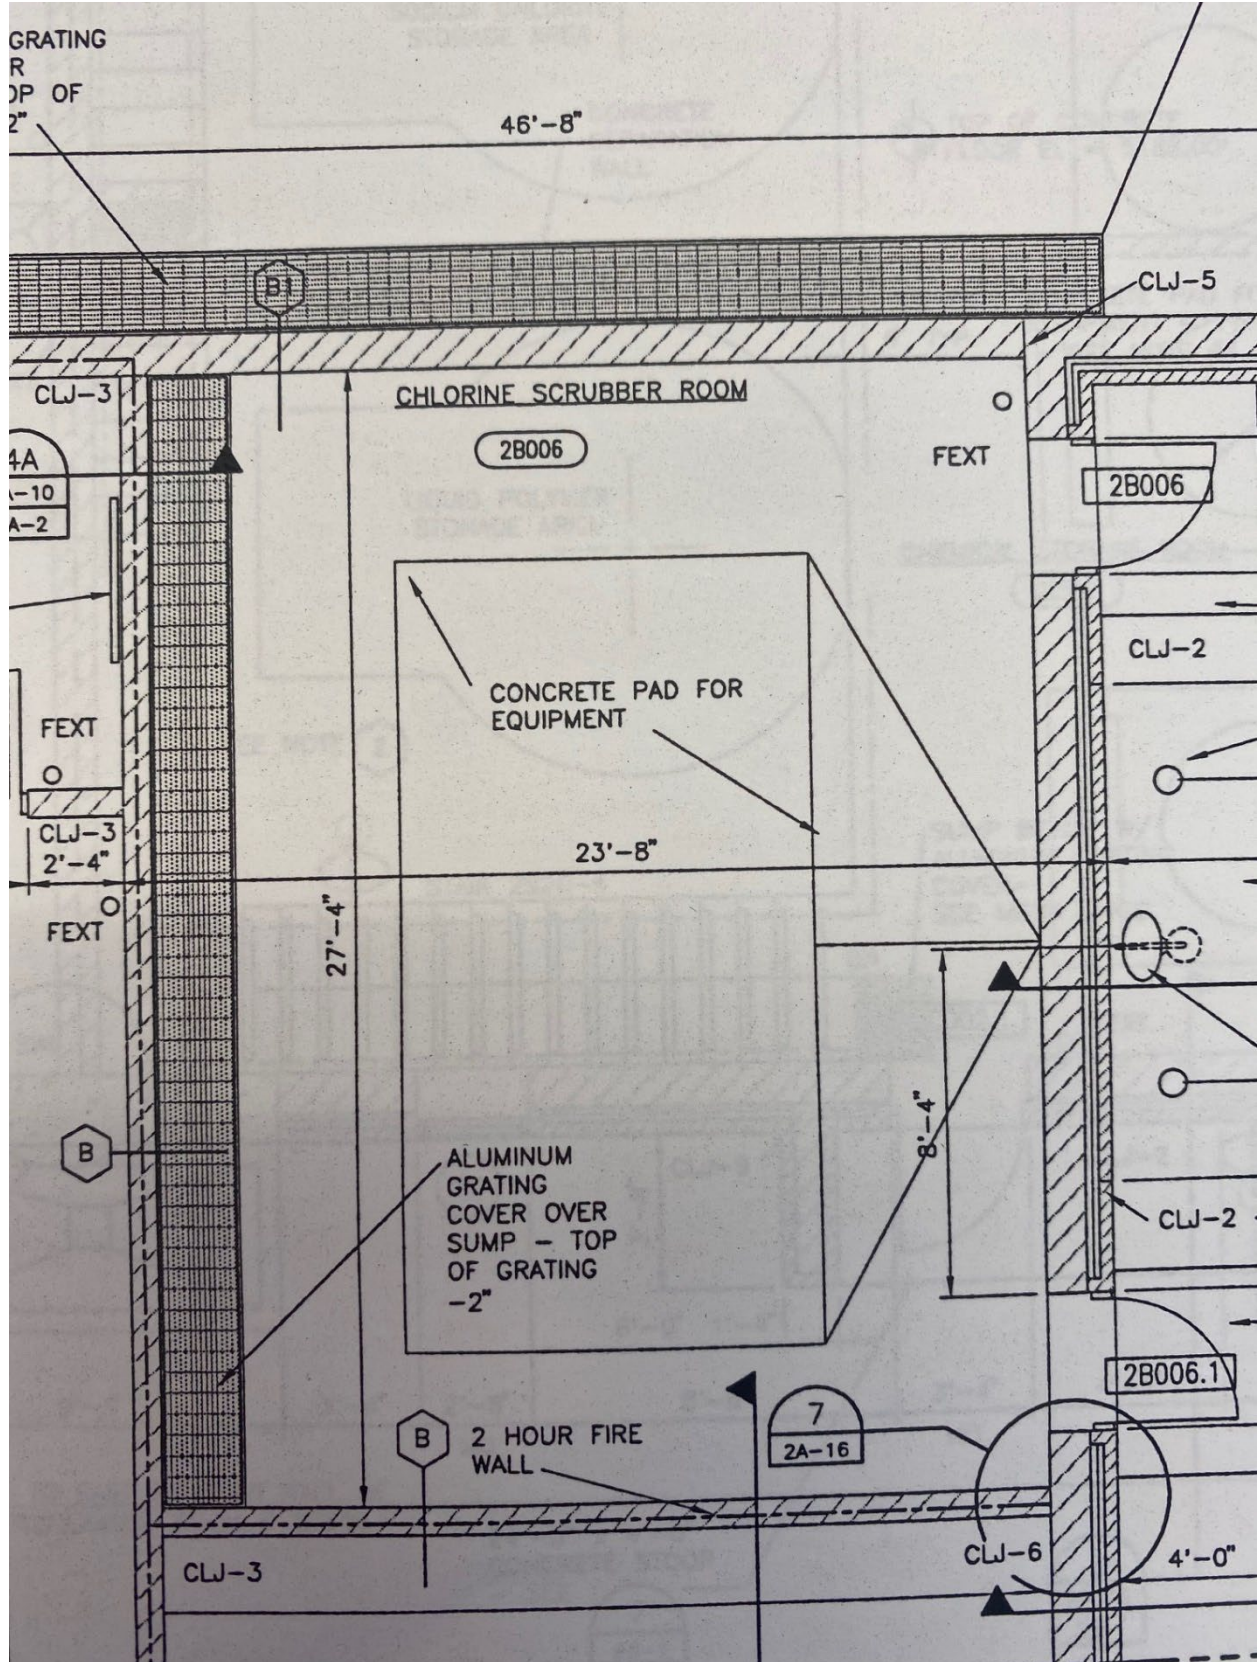 GRATING
R
OP OF
2"
46'-8"
B1
CLJ-5
CLJ-3
CHLORINE SCRUBBER ROOM
2B006
FEXT
2B006
4A
A-10
A-2
CLJ-2
CONCRETE PAD FOR
EQUIPMENT
FEXT
CLJ-3
2'-4"
23'-8"
FEXT
27'-4"
8'-4"
B
ALUMINUM
GRATING
COVER OVER
SUMP - TOP
OF GRATING
-2"
CLJ-2
2B006.1
B
2 HOUR FIRE
WALL
7
2A-16
CLJ-3
CLJ-6
4'-0"